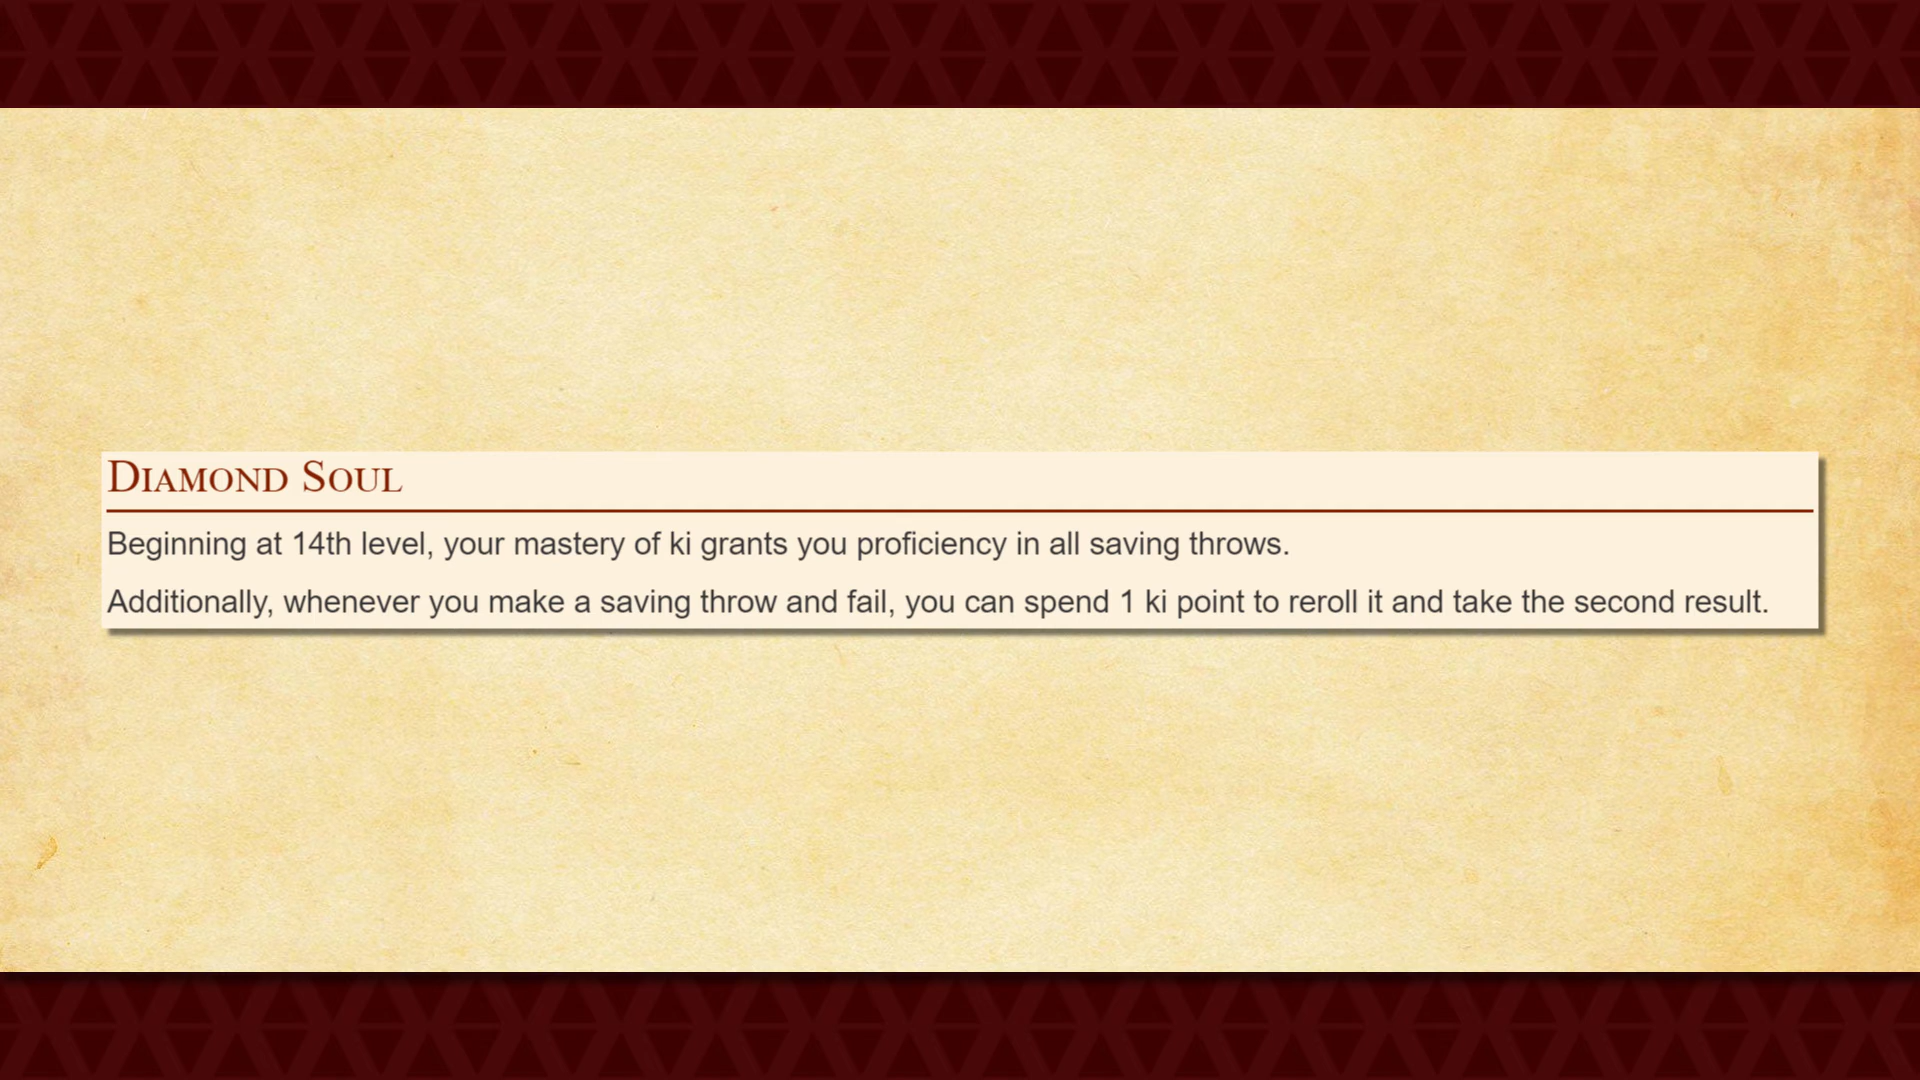 Diamond Soul
Beginning at 14th level, your mastery of ki grants you proficiency in all saving throws.
Additionally, whenever you make a saving throw and fail, you can spend 1 ki point to reroll it and take the second result.